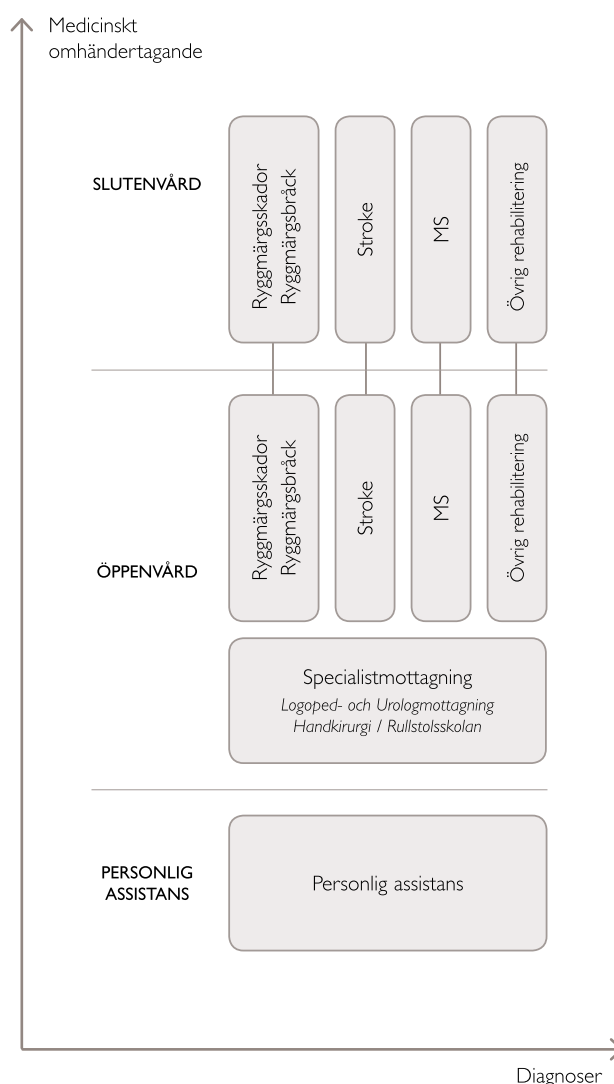 Medicinskt
omhändertagande
SLUTENVÅRD
Ryggmärgsskador
Ryggmärgsbråck
Stroke
MS
Övrig rehabilitering
ÖPPENVÅRD
Ryggmärgsskador
Ryggmärgsbråck
Stroke
MS
Övrig rehabilitering
Specialistmottagning
Logoped- och Urologmottagning
Handkirurgi / Rullstolsskolan
PERSONLIG
ASSISTANS
Personlig assistans
Diagnoser